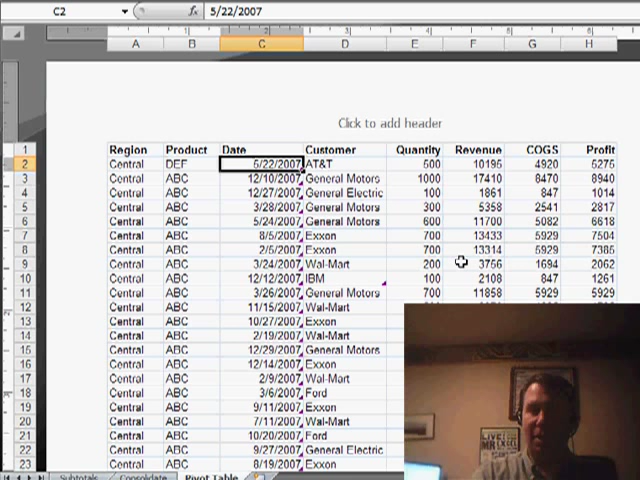 C2 fx 5/22/2007
A B C D E F G H
Click to add header
1 Region Product Date Customer Quantity Revenue COGS Profit
2 Central DEF 5/22/2007 AT&T 500 10195 4920 5275
3 Central ABC 12/10/2007 General Motors 1000 17410 8470 8940
4 Central ABC 12/27/2007 General Electric 100 1861 847 1014
5 Central ABC 3/28/2007 General Motors 300 5358 2541 2817
6 Central ABC 5/24/2007 General Motors 600 11700 5082 6618
7 Central ABC 8/5/2007 Exxon 700 13433 5929 7504
8 Central ABC 2/5/2007 Exxon 700 13314 5929 7385
9 Central ABC 3/24/2007 Wal-Mart 200 3756 1694 2062
10 Central ABC 12/12/2007 IBM 100 2108 847 1261
11 Central ABC 3/26/2007 General Motors 700 11858 5929 5929
12 Central ABC 11/15/2007 Wal-Mart
13 Central ABC 10/27/2007 Exxon
14 Central ABC 2/19/2007 Wal-Mart
15 Central ABC 12/29/2007 General Motors
16 Central ABC 12/14/2007 Exxon
17 Central ABC 2/9/2007 Wal-Mart
18 Central ABC 3/6/2007 Ford
19 Central ABC 9/11/2007 Exxon
20 Central ABC 7/11/2007 Wal-Mart
21 Central ABC 10/20/2007 Ford
22 Central ABC 9/27/2007 General Electric
23 Central ABC 8/19/2007 Exxon
LIVE!
MR
EXCEL
Subtotals Consolidate Pivot Table